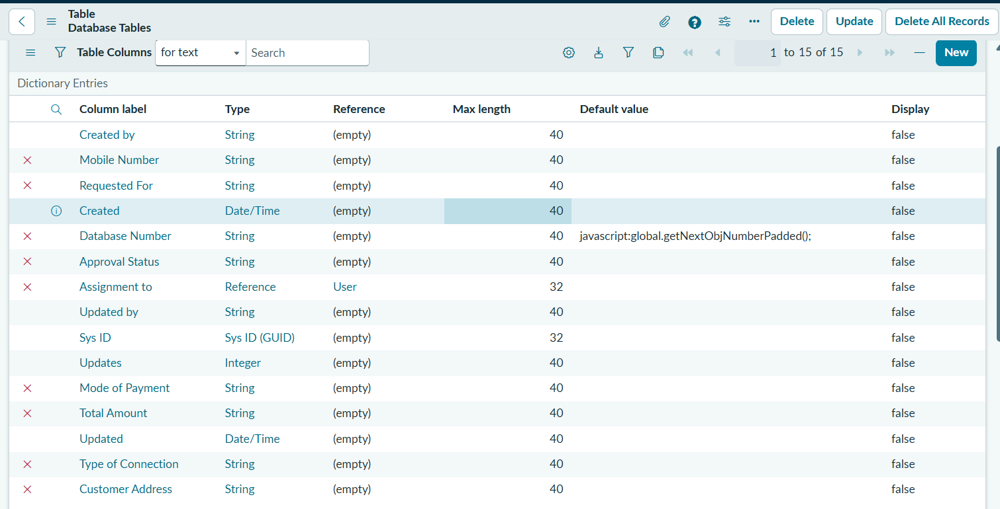 Table
Database Tables
Delete Update Delete All Records
Table Columns for text Search 1 to 15 of 15 New
Dictionary Entries
Column label Type Reference Max length Default value Display
Created by String (empty) 40 false
Mobile Number String (empty) 40 false
Requested For String (empty) 40 false
Created Date/Time (empty) 40 false
Database Number String (empty) 40 javascript:global.getNextObjNumberPadded(); false
Approval Status String (empty) 40 false
Assignment to Reference User 32 false
Updated by String (empty) 40 false
Sys ID Sys ID (GUID) (empty) 32 false
Updates Integer (empty) 40 false
Mode of Payment String (empty) 40 false
Total Amount String (empty) 40 false
Updated Date/Time (empty) 40 false
Type of Connection String (empty) 40 false
Customer Address String (empty) 40 false